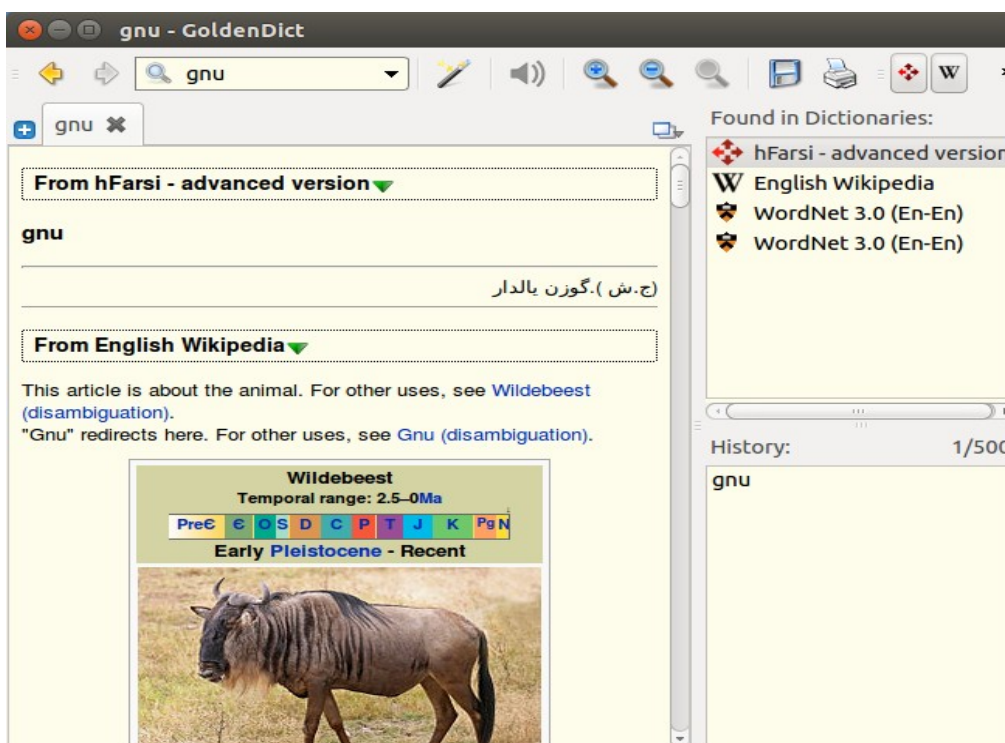 gnu - GoldenDict
gnu
W
gnu
Found in Dictionaries:
hFarsi - advanced version
W English Wikipedia
WordNet 3.0 (En-En)
WordNet 3.0 (En-En)
From hFarsi - advanced version
gnu
(ج.ش ).گوزن یالدار
From English Wikipedia
This article is about the animal. For other uses, see Wildebeest
(disambiguation).
"Gnu" redirects here. For other uses, see Gnu (disambiguation).
Wildebeest
Temporal range: 2.5–0Ma
PreЄ Є O S D C P T J K Pg N
Early Pleistocene - Recent
History:
1/500
gnu